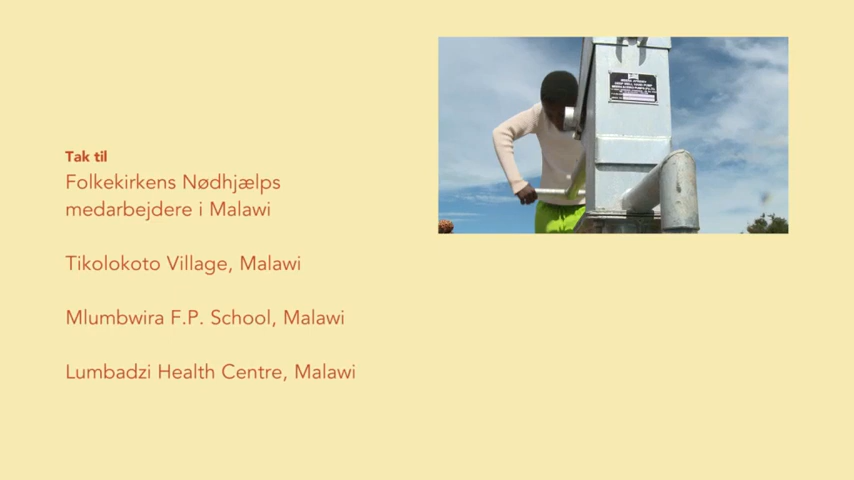 Tak til
Folkekirkens Nødhjælps
medarbejdere i Malawi
Tikolokoto Village, Malawi
Mlumbwira F.P. School, Malawi
Lumbadzi Health Centre, Malawi